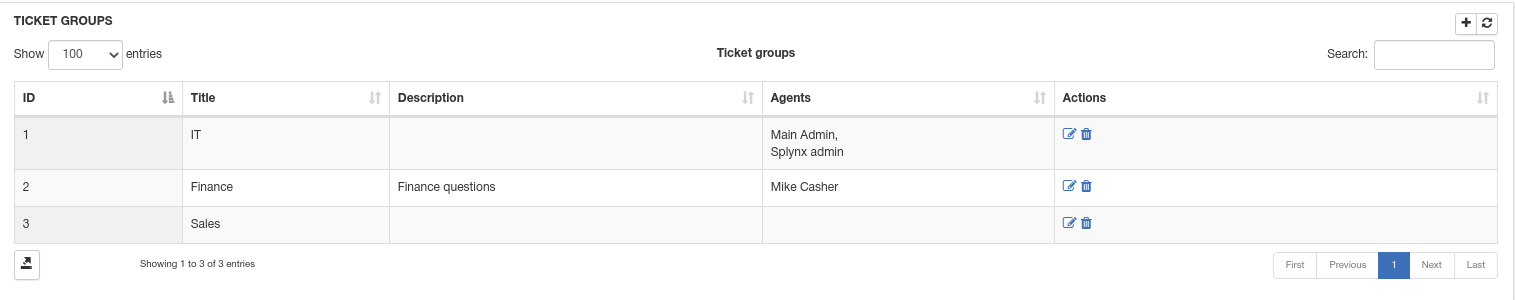 TICKET GROUPS
Show 100 entries
Ticket groups
Search:
ID Title Description Agents Actions
1 IT Main Admin,
Splynx admin
2 Finance Finance questions Mike Casher
3 Sales
Showing 1 to 3 of 3 entries
First Previous 1 Next Last